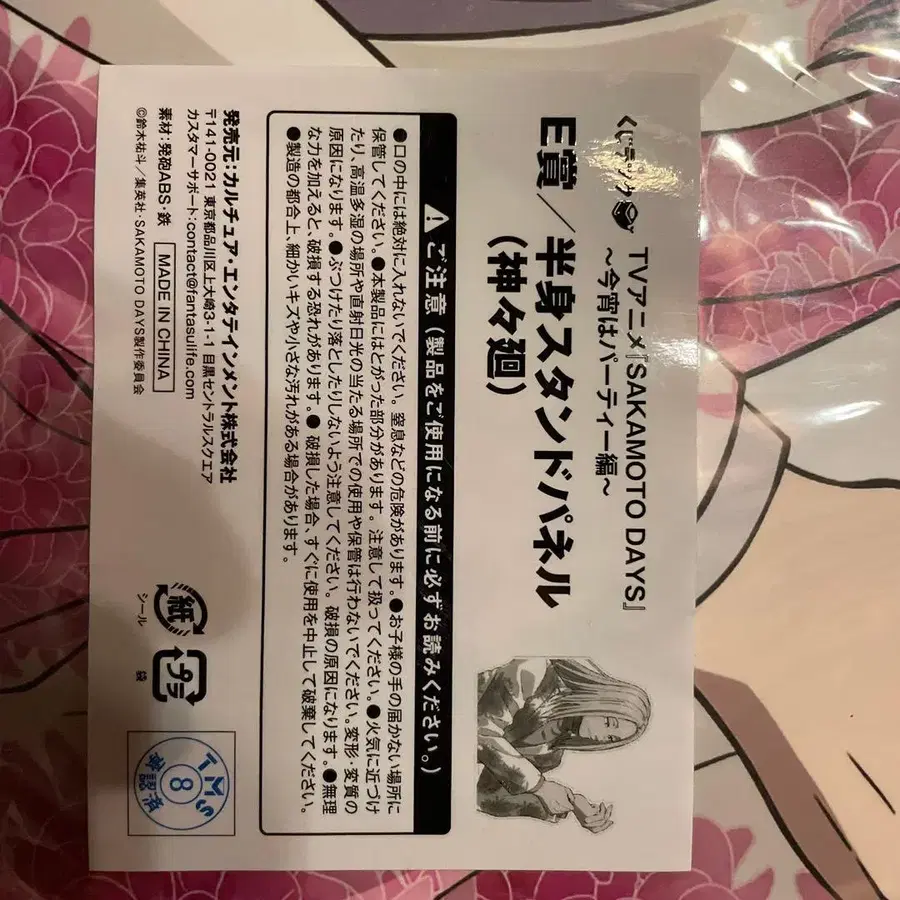 くじラック
TVアニメ『SAKAMOTO DAYS』
～今宵はパーティー編～
E賞／半身スタンドパネル
(神々廻)
ご注意（製品をご使用になる前に必ずお読みください。）
●口の中には絶対に入れないでください。窒息などの危険があります。●お子様の手の届かない場所に
保管してください。●本製品にはとがった部分があります。注意して扱ってください。●火気に近づけ
たり、高温多湿の場所や直射日光の当たる場所での使用や保管は行わないでください。変形・変質の
原因になります。●ぶつけたり落としたりしないよう注意してください。破損の原因になります。●無理
な力を加えると、破損する恐れがあります。●破損した場合、すぐに使用を中止して破棄してください。
●製造の都合上、細かいキズや小さな汚れがある場合があります。
発売元:カルチュア・エンタテインメント株式会社
〒141-0021 東京都品川区上大崎3-1-1 目黒セントラルスクエア
カスタマーサポート:contact@fantasulife.com
素材:発砲ABS・鉄
MADE IN CHINA
©鈴木祐斗／集英社・SAKAMOTO DAYS製作委員会
紙
シール
プラ
袋
TMS
8
承認済